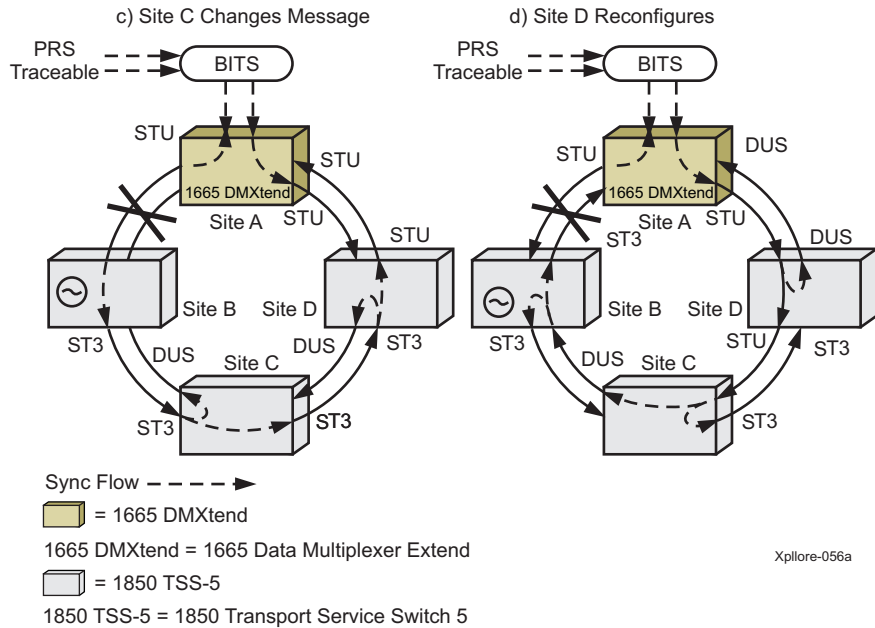 c) Site C Changes Message
PRS
Traceable
BITS
STU
STU
1665 DMXtend
Site A
STU
STU
Site B
Site D
ST3
DUS
DUS
ST3
Site C
ST3
ST3
d) Site D Reconfigures
PRS
Traceable
BITS
STU
DUS
1665 DMXtend
Site A
STU
ST3
DUS
Site B
Site D
ST3
DUS
STU
ST3
Site C
ST3
Sync Flow
= 1665 DMXtend
1665 DMXtend = 1665 Data Multiplexer Extend
= 1850 TSS-5
1850 TSS-5 = 1850 Transport Service Switch 5
Xpllore-056a